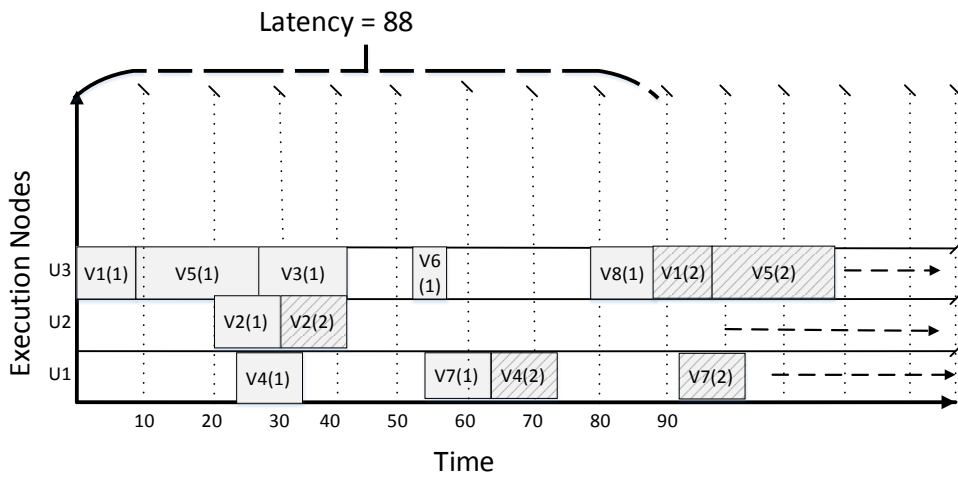 Latency = 88
Execution Nodes
U3
V1(1)
V5(1)
V3(1)
V6
(1)
V8(1)
V1(2)
V5(2)
U2
V2(1)
V2(2)
U1
V4(1)
V7(1)
V4(2)
V7(2)
10 20 30 40 50 60 70 80 90
Time